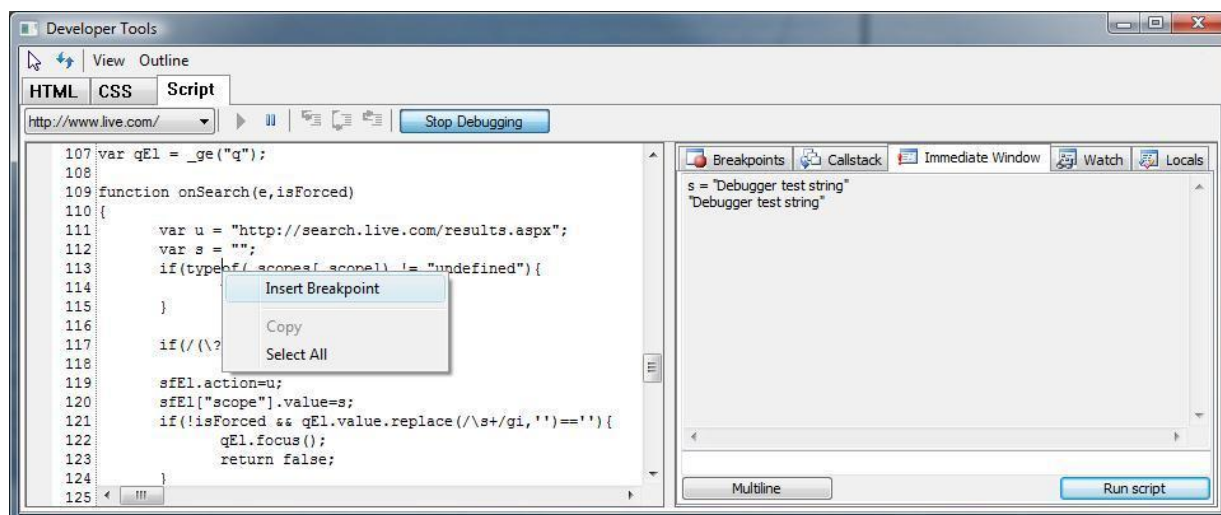 Developer Tools
View Outline
HTML CSS Script
http://www.live.com/ Stop Debugging
107 var qEl = _ge("q");
108
109 function onSearch(e,isForced)
110 {
111 var u = "http://search.live.com/results.aspx";
112 var s = "";
113 if(typeof(_scopes[_scope]) != "undefined"){
114
115 }
116
117 if(/(\?
118
119 sfEl.action=u;
120 sfEl["scope"].value=s;
121 if(!isForced && qEl.value.replace(/\s+/gi,'')==''){
122 qEl.focus();
123 return false;
124 }
125
Insert Breakpoint
Copy
Select All
Breakpoints Callstack Immediate Window Watch Locals
s = "Debugger test string"
"Debugger test string"
Multiline Run script